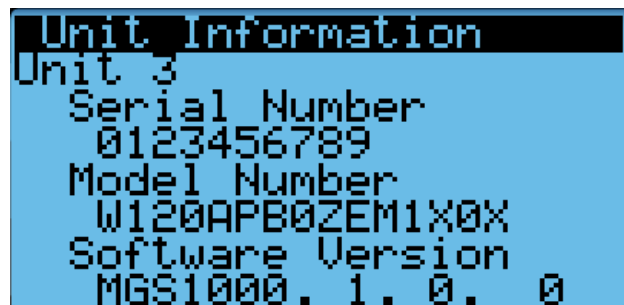 Unit Information
Unit 3
Serial Number
0123456789
Model Number
W120APB0ZEM1X0X
Software Version
MGS1000. 1. 0. 0